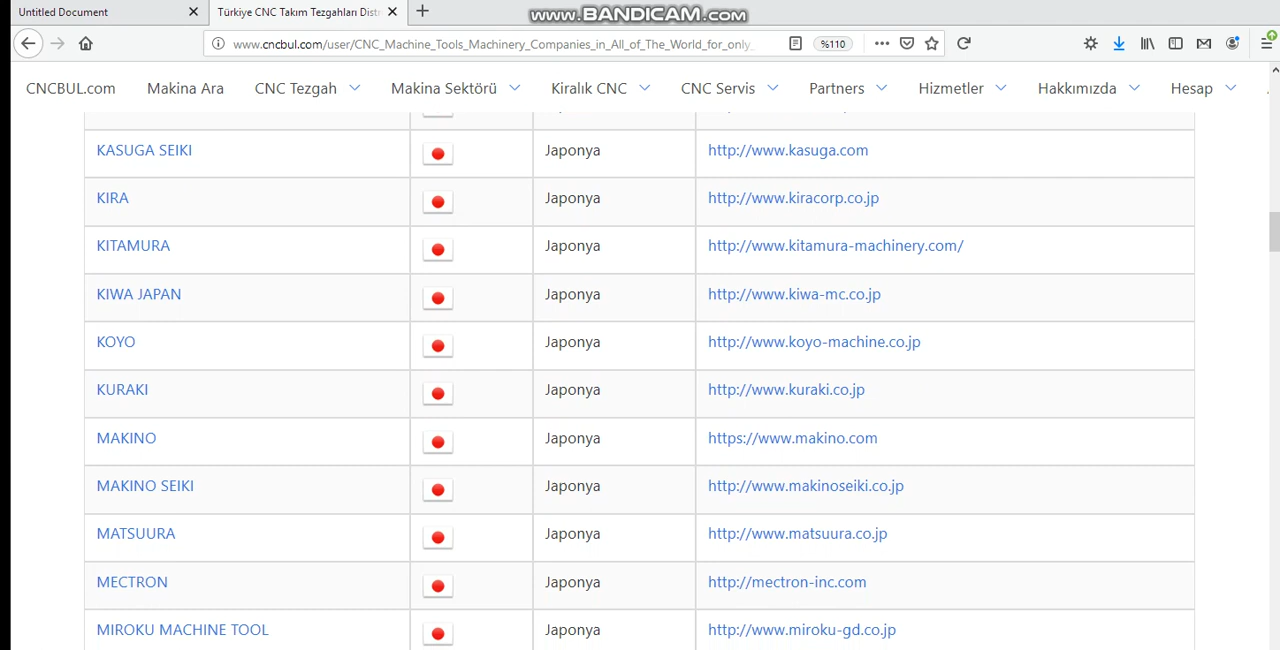 Untitled Document
Türkiye CNC Takım Tezgahları Distr
www.BANDICAM.com
www.cncbul.com/user/CNC_Machine_Tools_Machinery_Companies_in_All_of_The_World_for_only_
%110
CNCBUL.com Makina Ara CNC Tezgah Makina Sektörü Kiralık CNC CNC Servis Partners Hizmetler Hakkımızda Hesap
KASUGA SEIKI Japonya http://www.kasuga.com
KIRA Japonya http://www.kiracorp.co.jp
KITAMURA Japonya http://www.kitamura-machinery.com/
KIWA JAPAN Japonya http://www.kiwa-mc.co.jp
KOYO Japonya http://www.koyo-machine.co.jp
KURAKI Japonya http://www.kuraki.co.jp
MAKINO Japonya https://www.makino.com
MAKINO SEIKI Japonya http://www.makinoseiki.co.jp
MATSUURA Japonya http://www.matsuura.co.jp
MECTRON Japonya http://mectron-inc.com
MIROKU MACHINE TOOL Japonya http://www.miroku-gd.co.jp